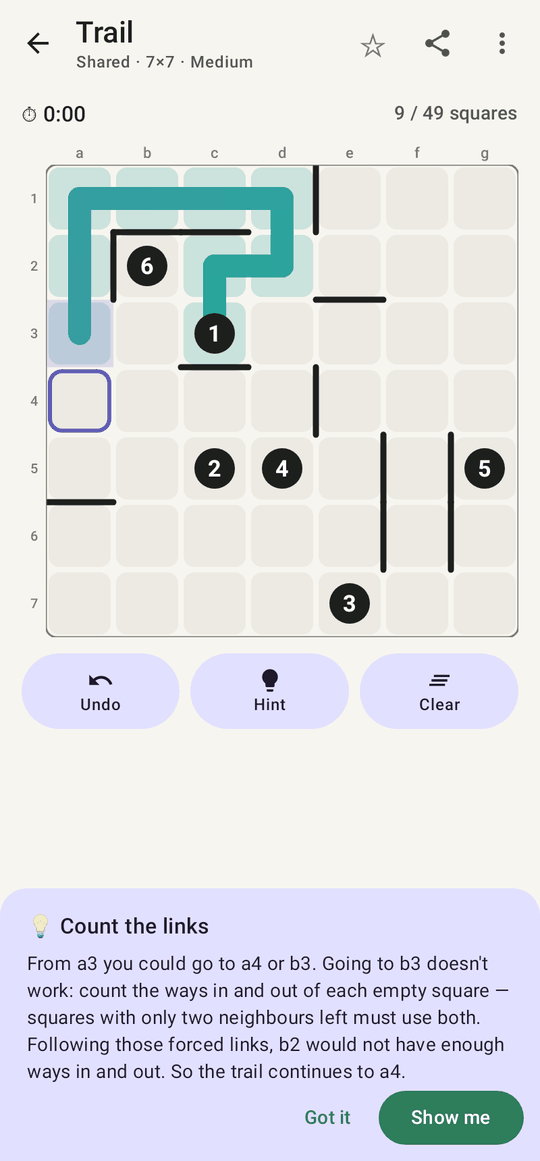 Trail
Shared · 7×7 · Medium
⏱ 0:00
9 / 49 squares
a b c d e f g
1
2
6
3
1
4
5
2 4 5
6
7
3
Undo
Hint
Clear
💡 Count the links
From a3 you could go to a4 or b3. Going to b3 doesn't
work: count the ways in and out of each empty square —
squares with only two neighbours left must use both.
Following those forced links, b2 would not have enough
ways in and out. So the trail continues to a4.
Got it
Show me